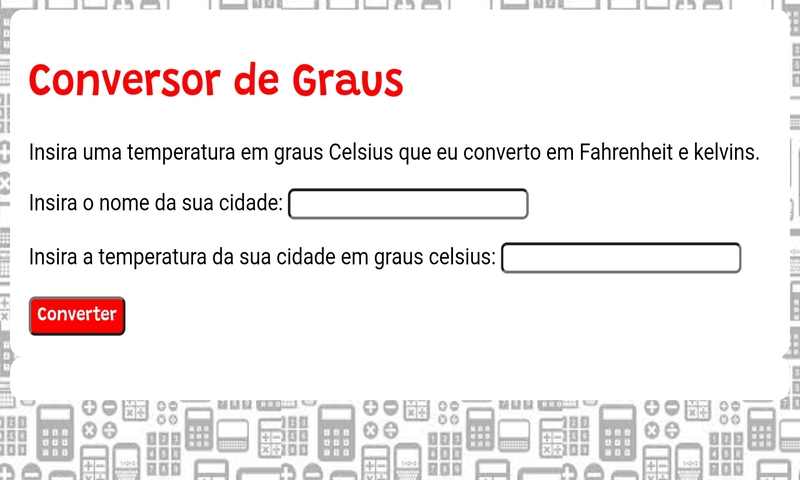 Conversor de Graus
Insira uma temperatura em graus Celsius que eu converto em Fahrenheit e kelvins.
Insira o nome da sua cidade:
Insira a temperatura da sua cidade em graus celsius:
Converter